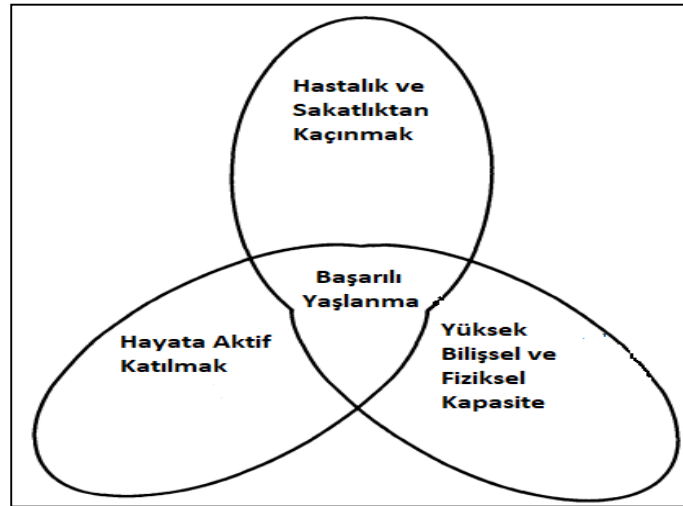 Hastalık ve
Sakatlıktan
Kaçınmak
Başarılı
Yaşlanma
Hayata Aktif
Katılmak
Yüksek
Bilişsel ve
Fiziksel
Kapasite